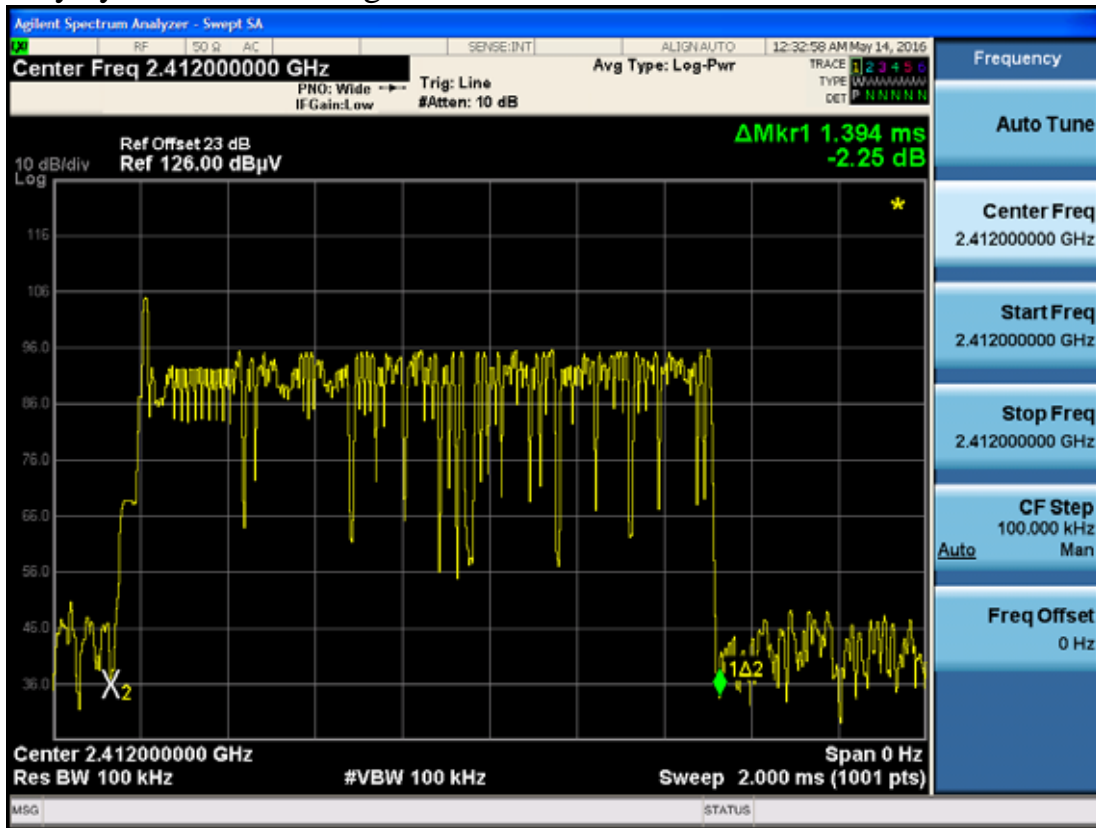 Agilent Spectrum Analyzer - Swept SA
RF 50 Ω AC SENSE:INT ALIGNAUTO 12:32:58 AM May 14, 2016
Center Freq 2.412000000 GHz
PNO: Wide
IFGain:Low
Trig: Line
#Atten: 10 dB
Avg Type: Log-Pwr
TRACE 1 2 3 4 5 6
TYPE
DET P N N N N N
Ref Offset 23 dB
10 dB/div Ref 126.00 dBµV
Log
ΔMkr1 1.394 ms
-2.25 dB
116
106
96.0
86.0
76.0
66.0
56.0
46.0
36.0
2
1Δ2
Center 2.412000000 GHz Span 0 Hz
Res BW 100 kHz #VBW 100 kHz Sweep 2.000 ms (1001 pts)
MSG STATUS
Frequency
Auto Tune
Center Freq
2.412000000 GHz
Start Freq
2.412000000 GHz
Stop Freq
2.412000000 GHz
CF Step
100.000 kHz
Auto Man
Freq Offset
0 Hz